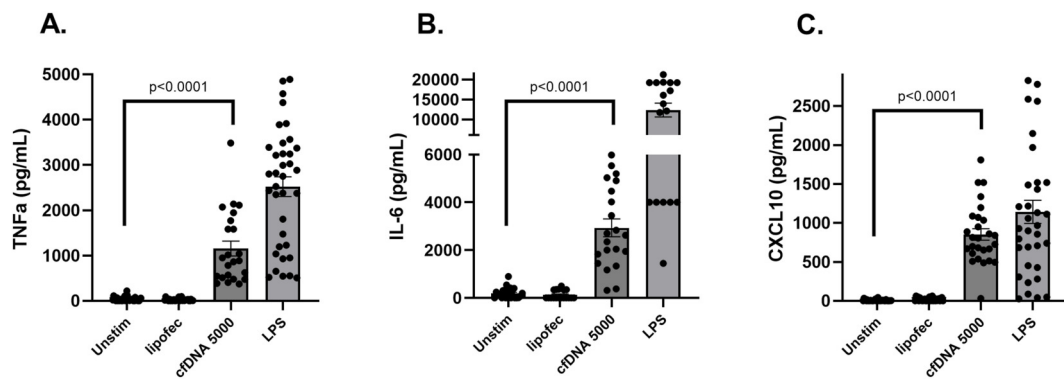 A.
TNFa (pg/mL)
5000
4000
3000
2000
1000
0
p<0.0001
Unstim
lipofec
cfDNA 5000
LPS
B.
IL-6 (pg/mL)
20000
15000
10000
6000
4000
2000
0
p<0.0001
Unstim
lipofec
cfDNA 5000
LPS
C.
CXCL10 (pg/mL)
2500
2000
1500
1000
500
0
p<0.0001
Unstim
lipofec
cfDNA 5000
LPS